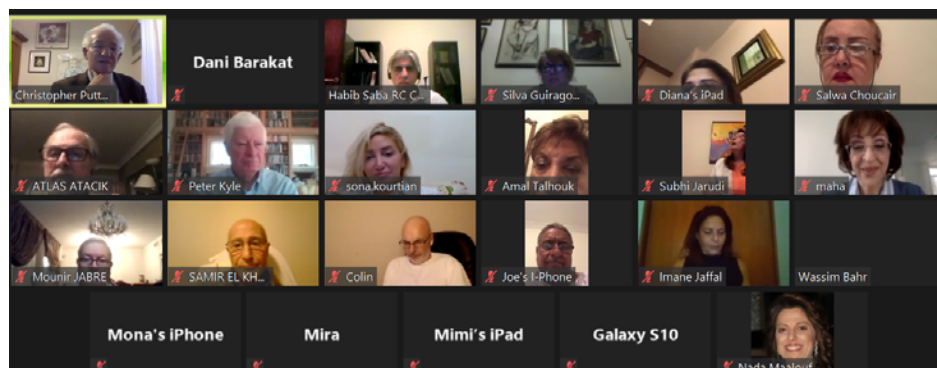 Christopher Putt...
Dani Barakat
Habib Saba RC C...
Silva Guirago...
Diana's iPad
Salwa Choucair
ATLAS ATACIK
Peter Kyle
sona.kourtian
Amal Talhouk
Subhi Jarudi
maha
Mounir JABRE
SAMIR EL KH...
Colin
Joe's I-Phone
Imane Jaffal
Wassim Bahr
Mona's iPhone
Mira
Mimi's iPad
Galaxy S10
Nada Maalouf